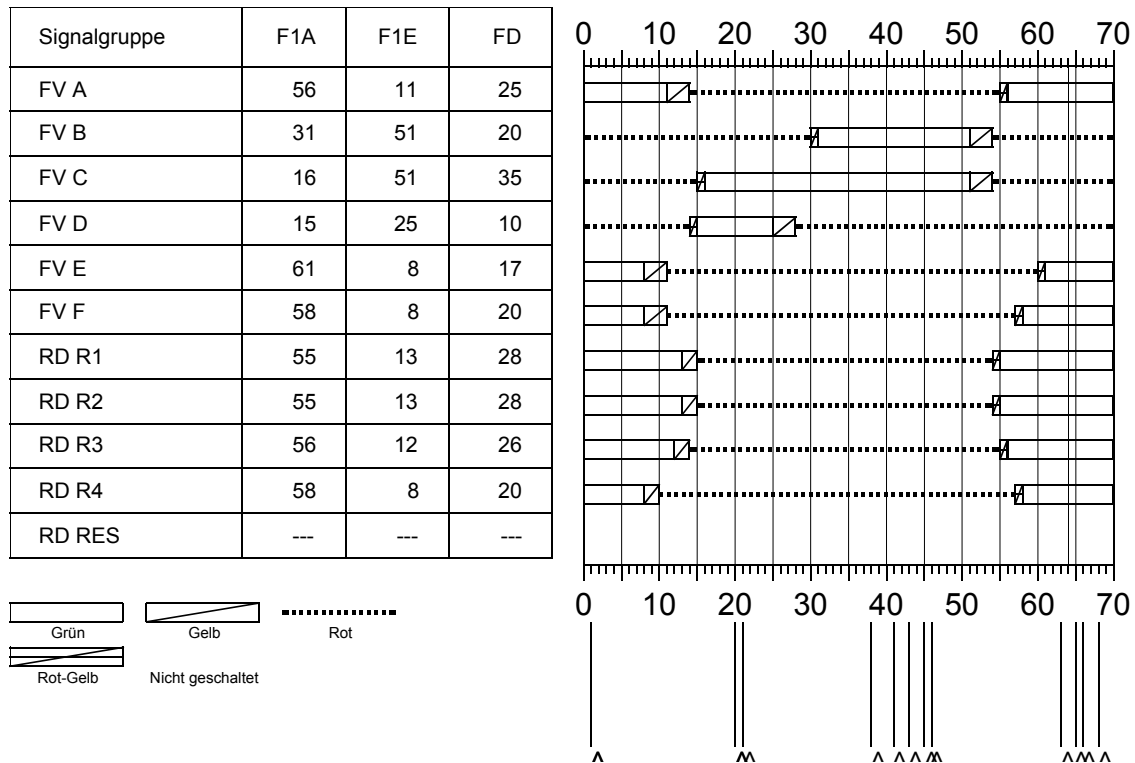 Signalgruppe F1A F1E FD
FV A 56 11 25
FV B 31 51 20
FV C 16 51 35
FV D 15 25 10
FV E 61 8 17
FV F 58 8 20
RD R1 55 13 28
RD R2 55 13 28
RD R3 56 12 26
RD R4 58 8 20
RD RES --- --- ---
0 10 20 30 40 50 60 70
0 10 20 30 40 50 60 70
Grün Gelb Rot
Rot-Gelb Nicht geschaltet